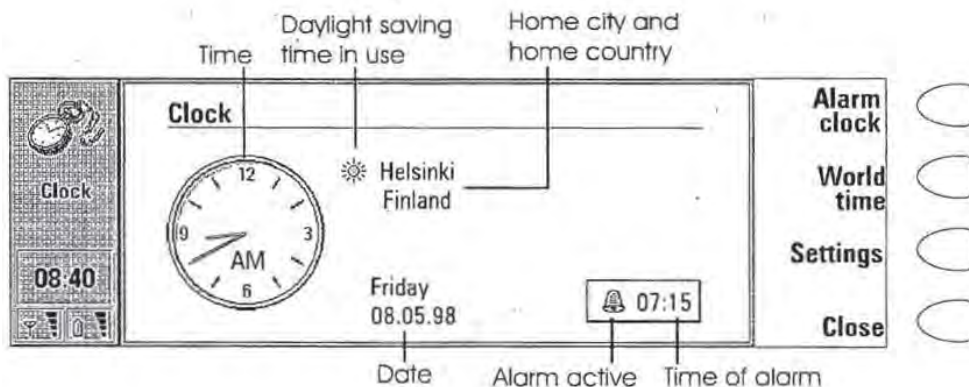 Daylight saving
time in use
Home city and
home country
Time
Clock
08:40
Clock
12
9
3
AM
6
Helsinki
Finland
Friday
08.05.98
07:15
Alarm
clock
World
time
Settings
Close
Date
Alarm active
Time of alarm